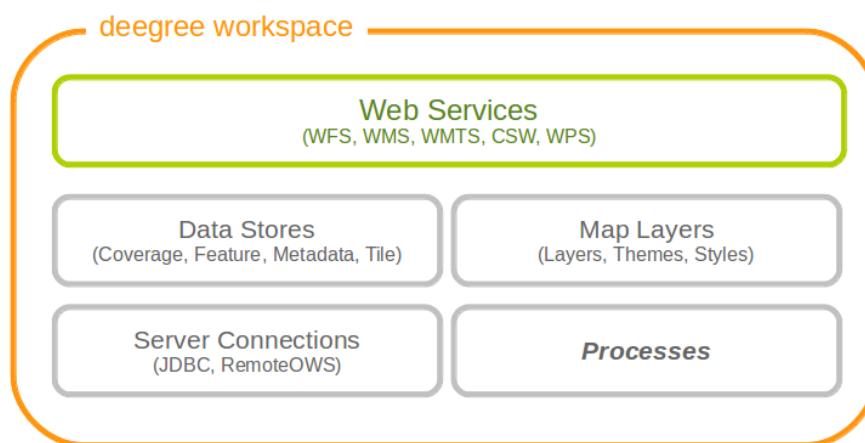 deegree workspace
Web Services
(WFS, WMS, WMTS, CSW, WPS)
Data Stores
(Coverage, Feature, Metadata, Tile)
Map Layers
(Layers, Themes, Styles)
Server Connections
(JDBC, RemoteOWS)
Processes